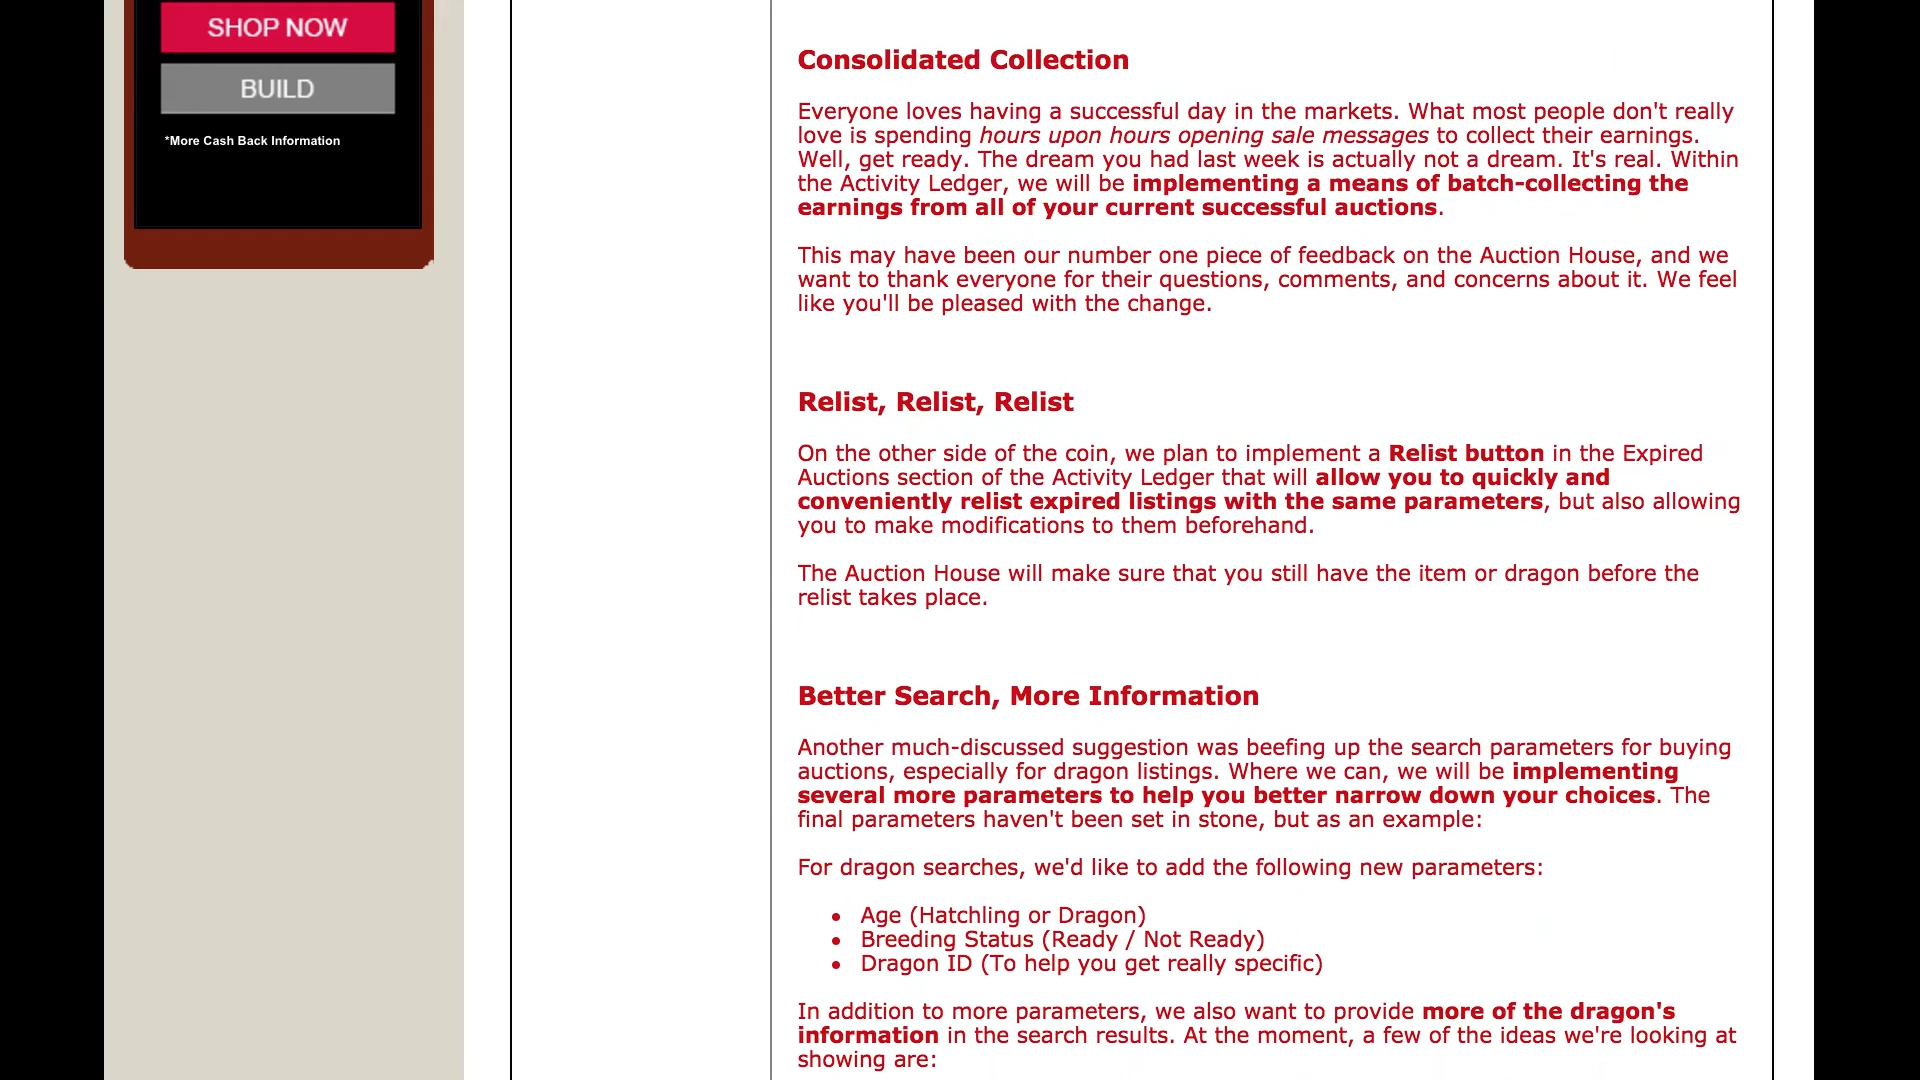 SHOP NOW
BUILD
*More Cash Back Information
Consolidated Collection
Everyone loves having a successful day in the markets. What most people don't really
love is spending hours upon hours opening sale messages to collect their earnings.
Well, get ready. The dream you had last week is actually not a dream. It's real. Within
the Activity Ledger, we will be implementing a means of batch-collecting the
earnings from all of your current successful auctions.
This may have been our number one piece of feedback on the Auction House, and we
want to thank everyone for their questions, comments, and concerns about it. We feel
like you'll be pleased with the change.
Relist, Relist, Relist
On the other side of the coin, we plan to implement a Relist button in the Expired
Auctions section of the Activity Ledger that will allow you to quickly and
conveniently relist expired listings with the same parameters, but also allowing
you to make modifications to them beforehand.
The Auction House will make sure that you still have the item or dragon before the
relist takes place.
Better Search, More Information
Another much-discussed suggestion was beefing up the search parameters for buying
auctions, especially for dragon listings. Where we can, we will be implementing
several more parameters to help you better narrow down your choices. The
final parameters haven't been set in stone, but as an example:
For dragon searches, we'd like to add the following new parameters:
• Age (Hatchling or Dragon)
• Breeding Status (Ready / Not Ready)
• Dragon ID (To help you get really specific)
In addition to more parameters, we also want to provide more of the dragon's
information in the search results. At the moment, a few of the ideas we're looking at
showing are: